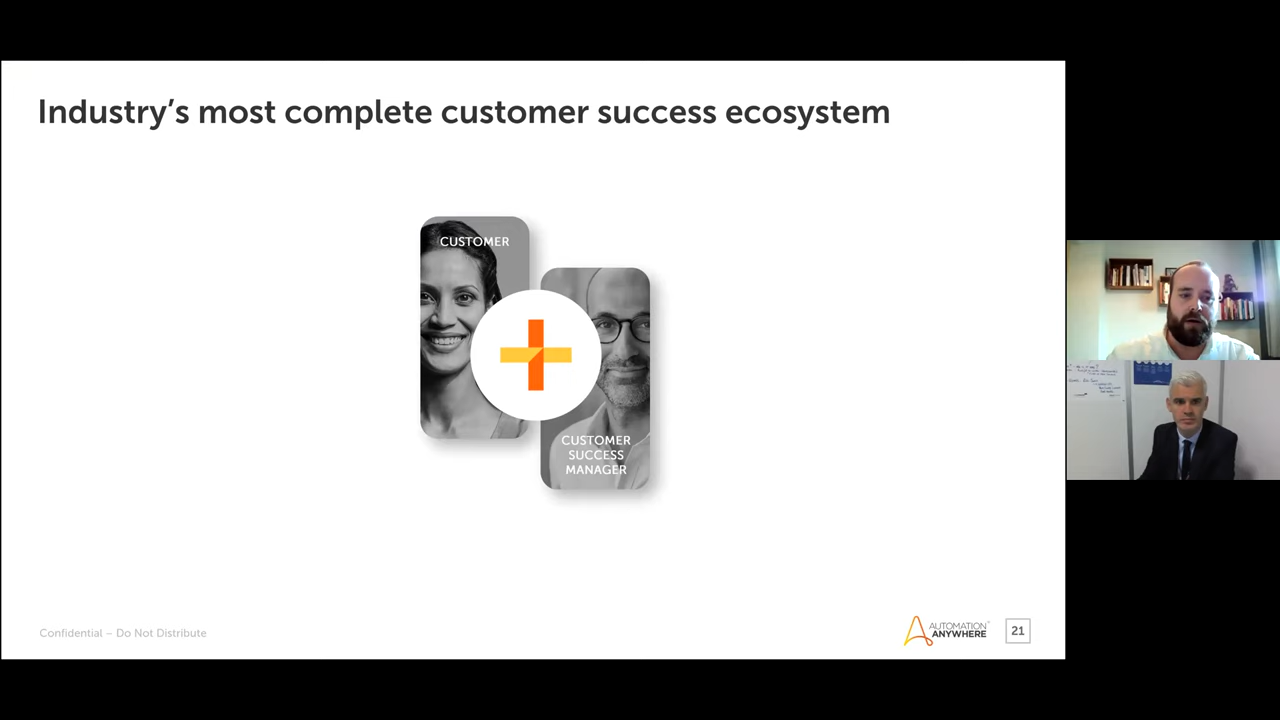 Industry's most complete customer success ecosystem
CUSTOMER
CUSTOMER
SUCCESS
MANAGER
Confidential – Do Not Distribute
AUTOMATION
ANYWHERE
21